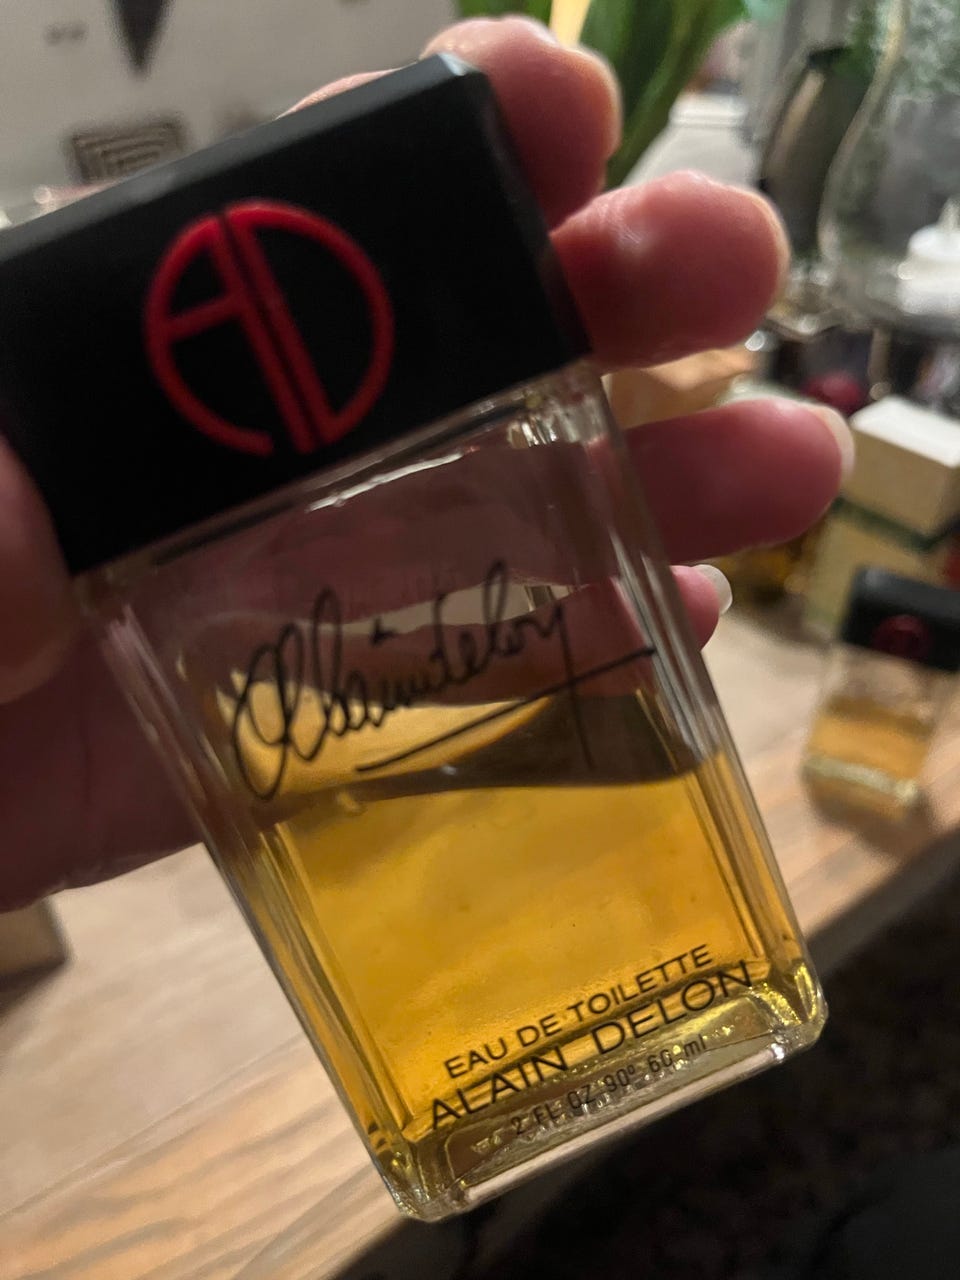 AD
Alain Delon
EAU DE TOILETTE
ALAIN DELON
2 FL OZ 90° 60 ml